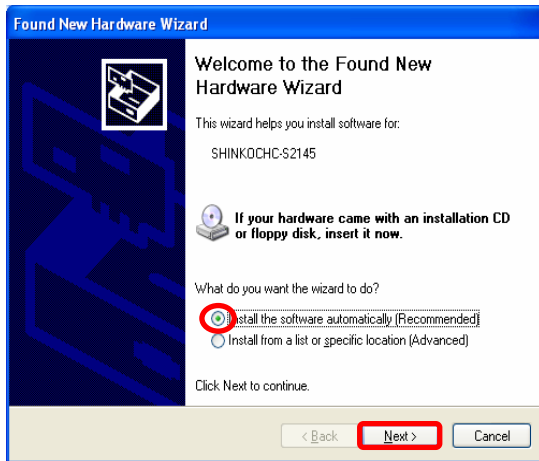 Found New Hardware Wizard
Welcome to the Found New
Hardware Wizard
This wizard helps you install software for:
SHINKOCHC-S2145
If your hardware came with an installation CD
or floppy disk, insert it now.
What do you want the wizard to do?
Install the software automatically (Recommended)
Install from a list or specific location (Advanced)
Click Next to continue.
< Back
Next >
Cancel